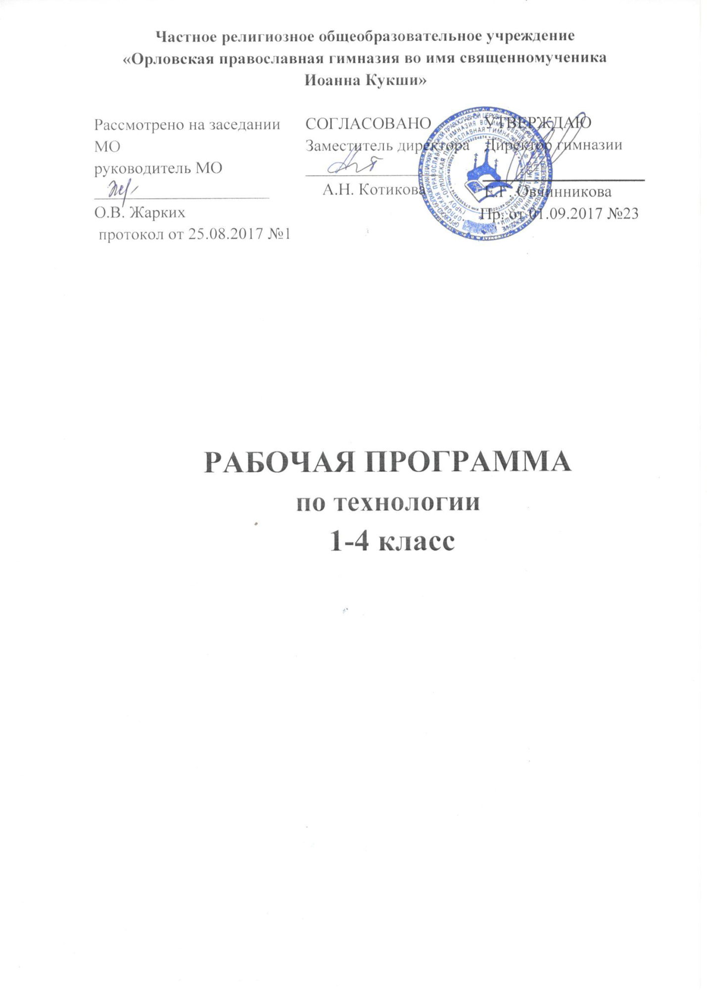 Частное религиозное общеобразовательное учреждение
«Орловская православная гимназия во имя священномученика
Иоанна Кукши»
Рассмотрено на заседании
МО
руководитель МО
О.В. Жарких
протокол от 25.08.2017 №1
СОГЛАСОВАНО
Заместитель директора
А.Н. Котикова
УТВЕРЖДАЮ
Директор гимназии
Е.Г. Овчинникова
Пр. от 01.09.2017 №23
РАБОЧАЯ ПРОГРАММА
по технологии
1-4 класс